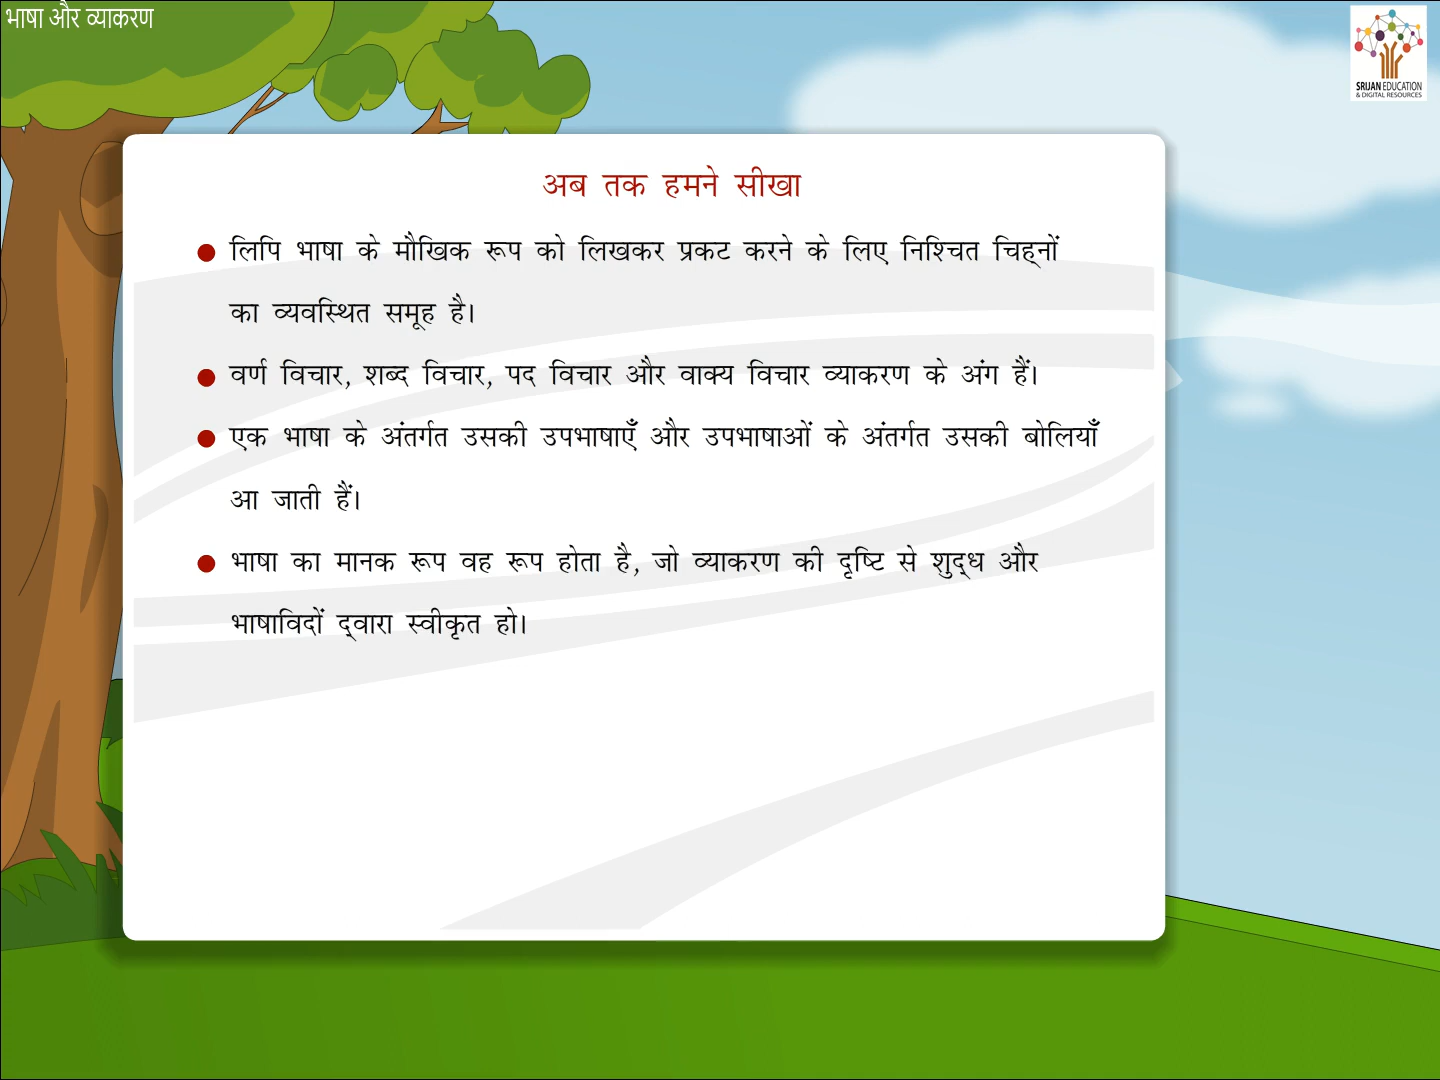 भाषा और व्याकरण
SRIJAN EDUCATION
& DIGITAL RESOURCES
अब तक हमने सीखा
● लिपि भाषा के मौखिक रूप को लिखकर प्रकट करने के लिए निश्चित चिह्नों
का व्यवस्थित समूह है।
● वर्ण विचार, शब्द विचार, पद विचार और वाक्य विचार व्याकरण के अंग हैं।
● एक भाषा के अंतर्गत उसकी उपभाषाएँ और उपभाषाओं के अंतर्गत उसकी बोलियाँ
आ जाती हैं।
● भाषा का मानक रूप वह रूप होता है, जो व्याकरण की दृष्टि से शुद्ध और
भाषाविदों द्वारा स्वीकृत हो।